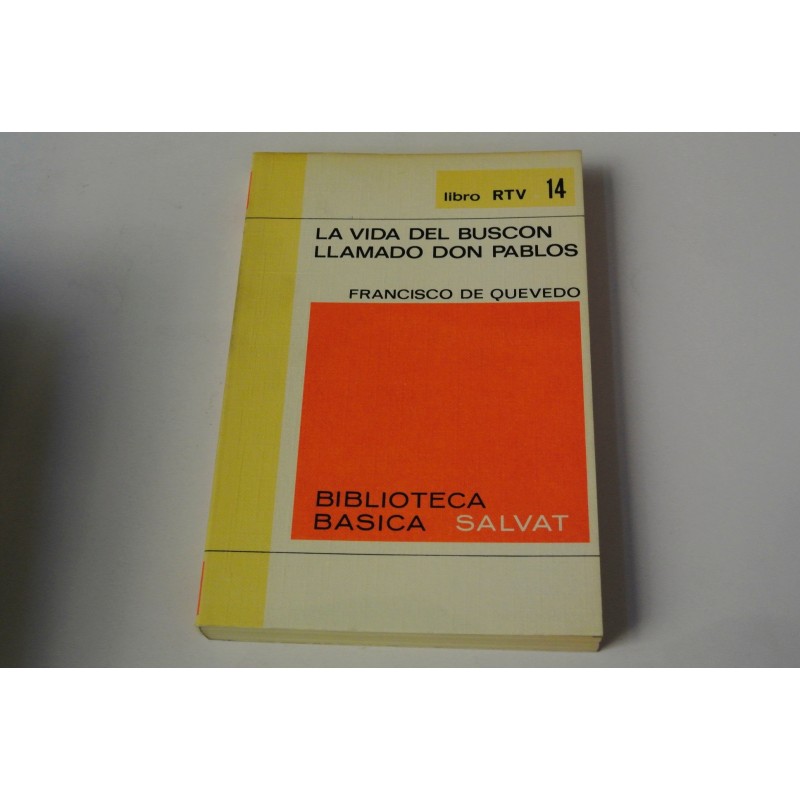 libro RTV 14
LA VIDA DEL BUSCON
LLAMADO DON PABLOS
FRANCISCO DE QUEVEDO
BIBLIOTECA
BASICA SALVAT